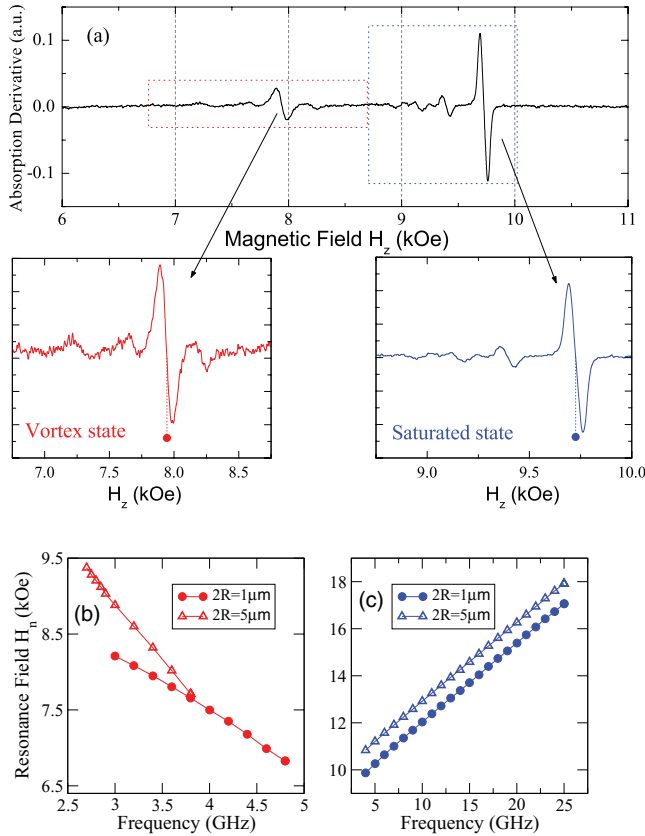 (a)
Absorption Derivative (a.u.)
0.1
0.0
-0.1
6 7 8 9 10 11
Magnetic Field Hz (kOe)
Vortex state
7.0 7.5 8.0 8.5
Hz (kOe)
Saturated state
9.0 9.5 10.0
Hz (kOe)
Resonance Field Hn (kOe)
9.5
8.5
7.5
6.5
(b)
2R=1μm
2R=5μm
2.5 3 3.5 4 4.5 5
Frequency (GHz)
18
16
14
12
10
(c)
2R=1μm
2R=5μm
5 10 15 20 25
Frequency (GHz)